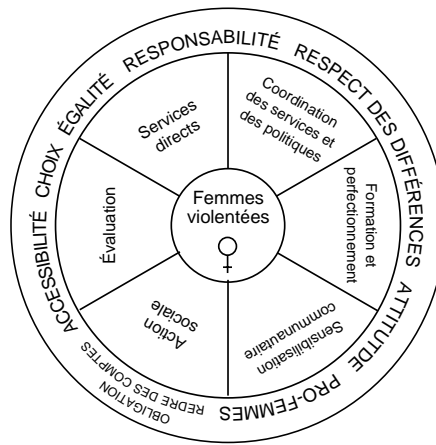 ACCESSIBILITÉ CHOIX ÉGALITÉ RESPONSABILITÉ RESPECT DES DIFFÉRENCES ATTITUTDE PRO-FEMMES
OBLIGATION
REDRE DES COMPTES
Services
directs
Coordination
des services et
des politiques
Formation et
perfectionnement
Sensibilisation
communautaire
Action
sociale
Évaluation
Femmes
violentées